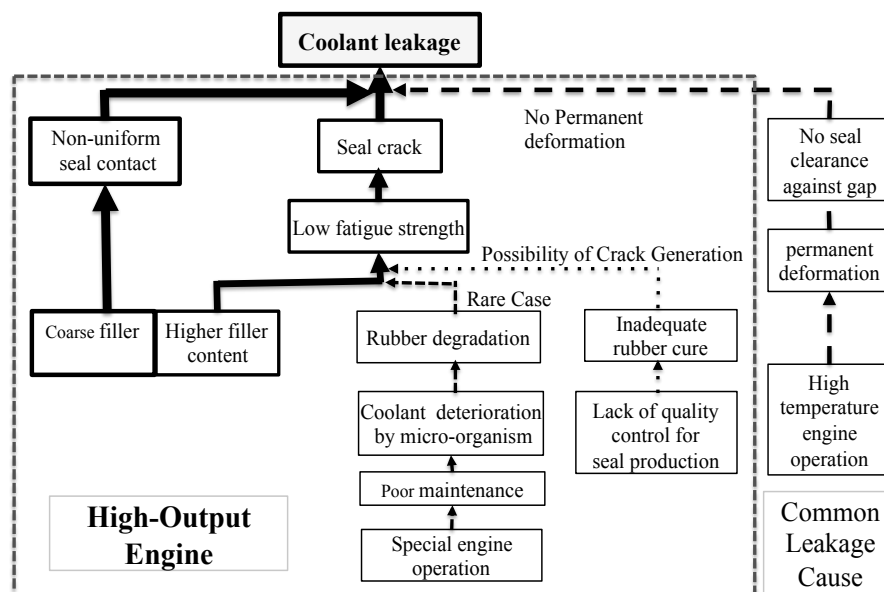 Coolant leakage
Non-uniform
seal contact
Seal crack
No Permanent
deformation
No seal
clearance
against gap
Low fatigue strength
permanent
deformation
Possibility of Crack Generation
Rare Case
Coarse filler
Higher filler
content
Rubber degradation
Inadequate
rubber cure
High
temperature
engine
operation
Coolant deterioration
by micro-organism
Lack of quality
control for
seal production
Poor maintenance
Special engine
operation
High-Output
Engine
Common
Leakage
Cause